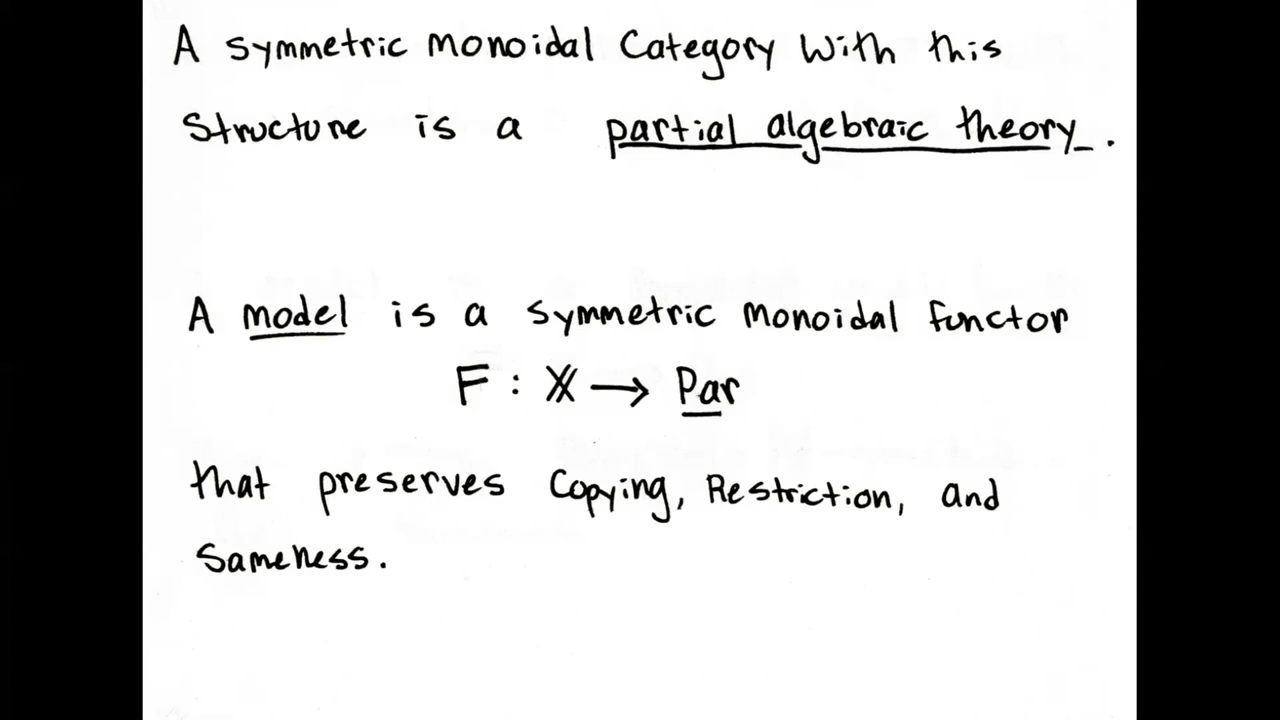 A symmetric monoidal Category with this
Structure is a partial algebraic theory.
A model is a symmetric monoidal functor
F : 𝕏 → Par
that preserves Copying, Restriction, and
Sameness.